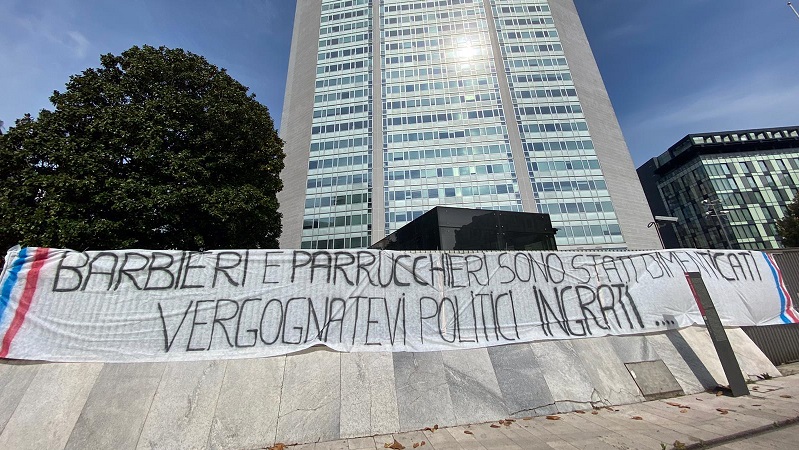 BARBIERI E PARRUCCHIERI SONO STATI DIMENTICATI
VERGOGNATEVI POLITICI INGRATI ....